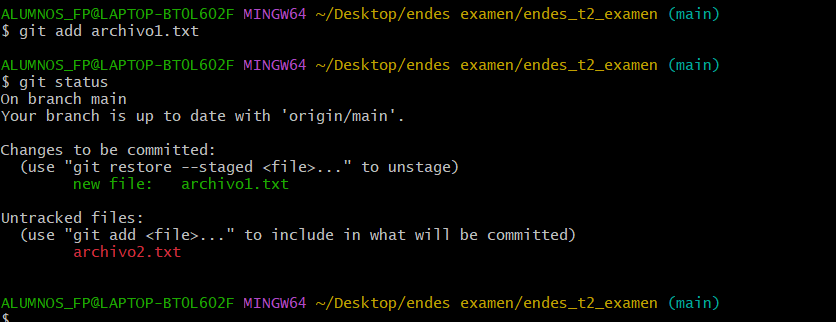 ALUMNOS_FP@LAPTOP-BTOL602F MINGW64 ~/Desktop/endes examen/endes_t2_examen (main)
$ git add archivo1.txt
ALUMNOS_FP@LAPTOP-BTOL602F MINGW64 ~/Desktop/endes examen/endes_t2_examen (main)
$ git status
On branch main
Your branch is up to date with 'origin/main'.
Changes to be committed:
  (use "git restore --staged <file>..." to unstage)
        new file:   archivo1.txt
Untracked files:
  (use "git add <file>..." to include in what will be committed)
        archivo2.txt
ALUMNOS_FP@LAPTOP-BTOL602F MINGW64 ~/Desktop/endes examen/endes_t2_examen (main)
$